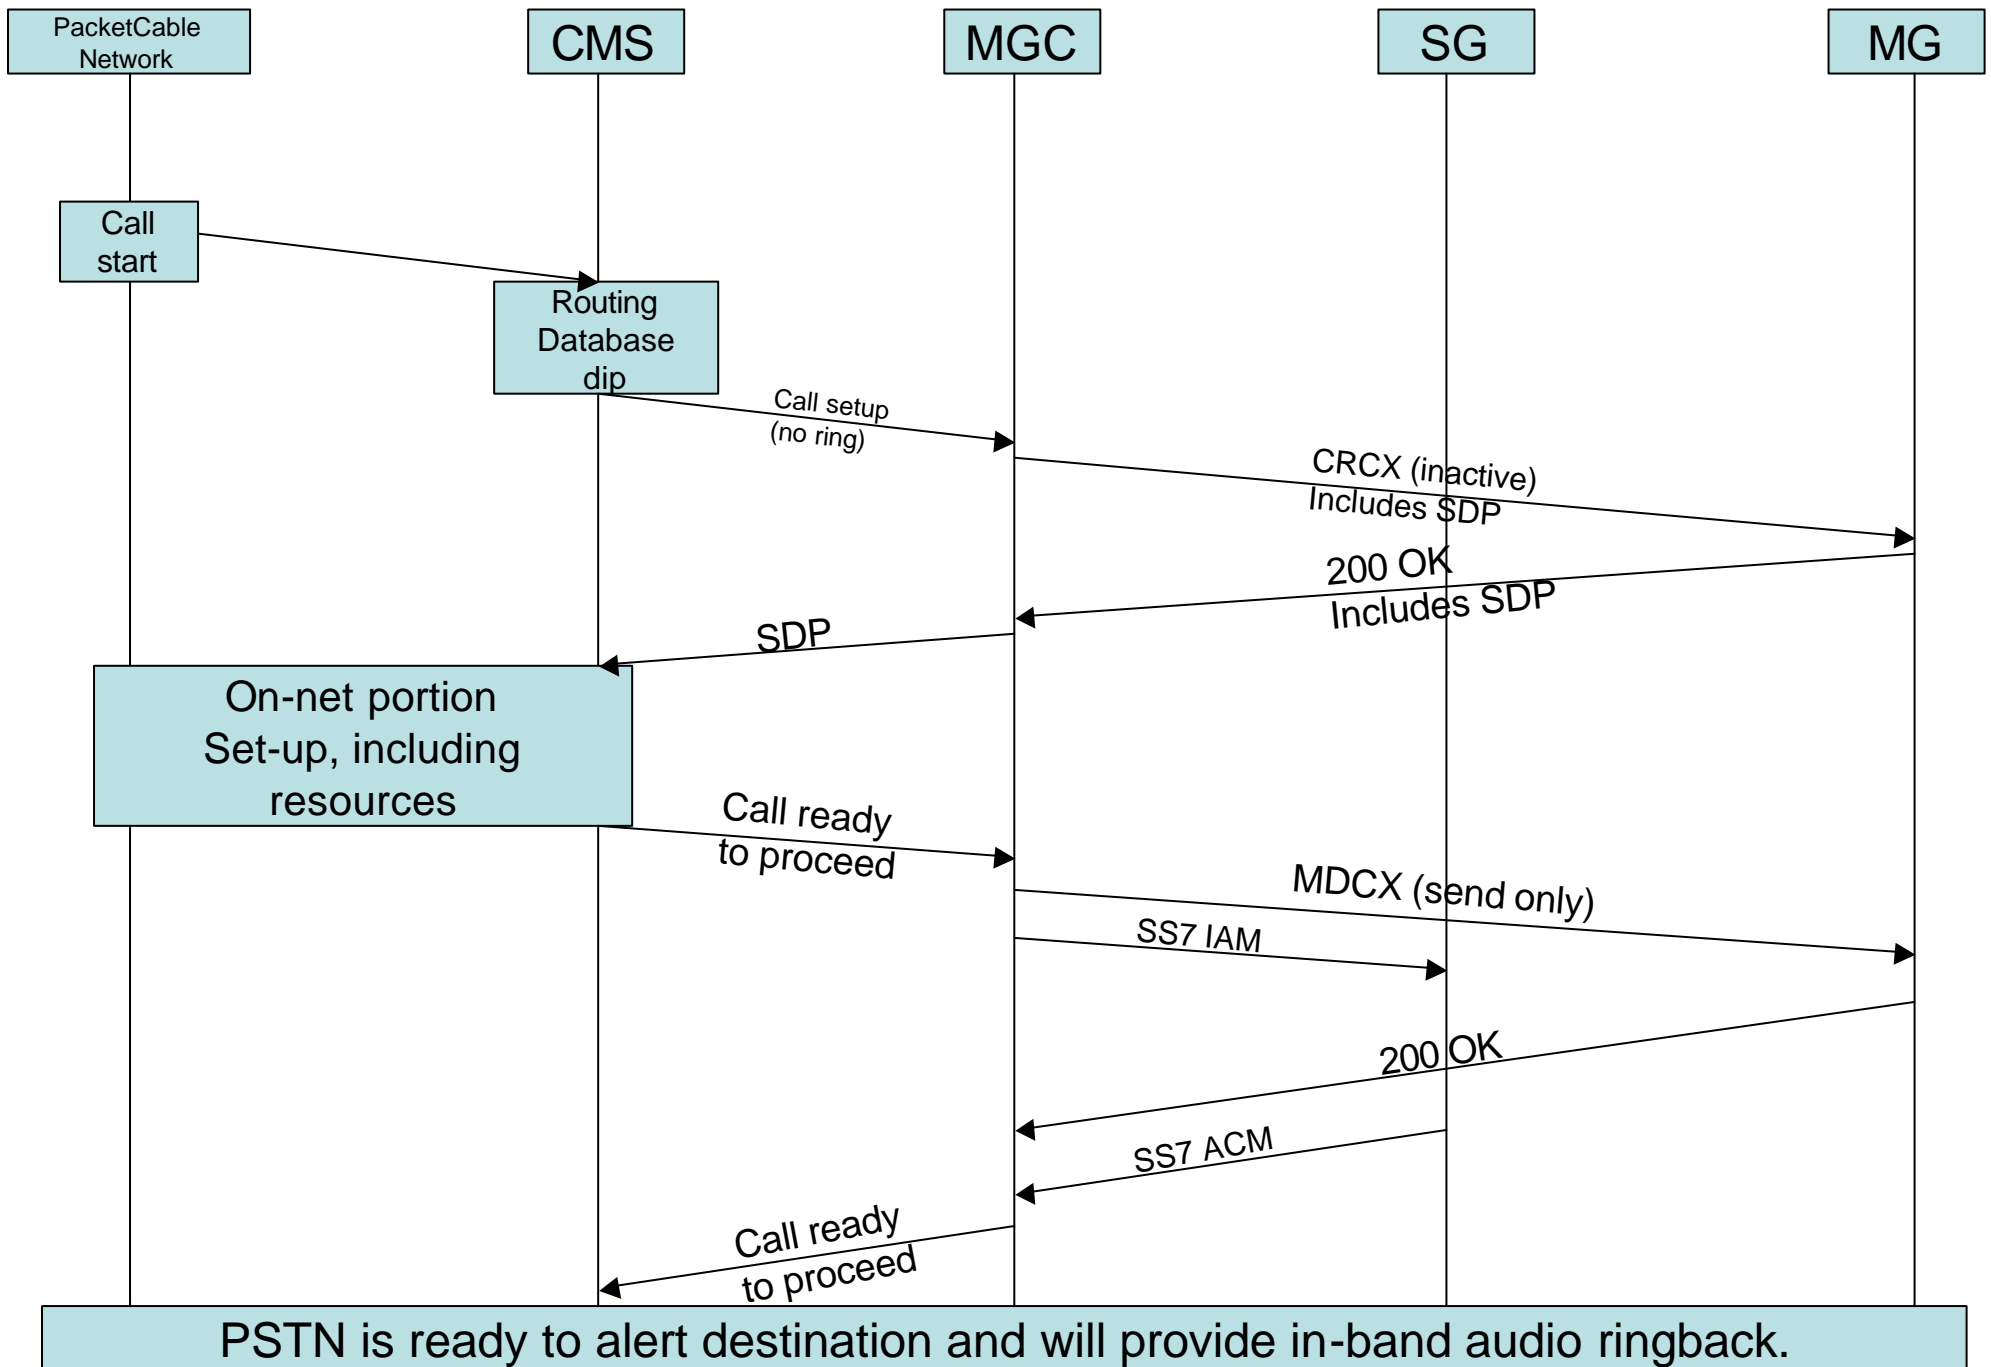 PacketCable
Network
CMS
MGC
SG
MG
Call
start
Routing
Database
dip
Call setup
(no ring)
CRCX (inactive)
Includes SDP
200 OK
Includes SDP
SDP
On-net portion
Set-up, including
resources
Call ready
to proceed
MDCX (send only)
SS7 IAM
200 OK
SS7 ACM
Call ready
to proceed
PSTN is ready to alert destination and will provide in-band audio ringback.